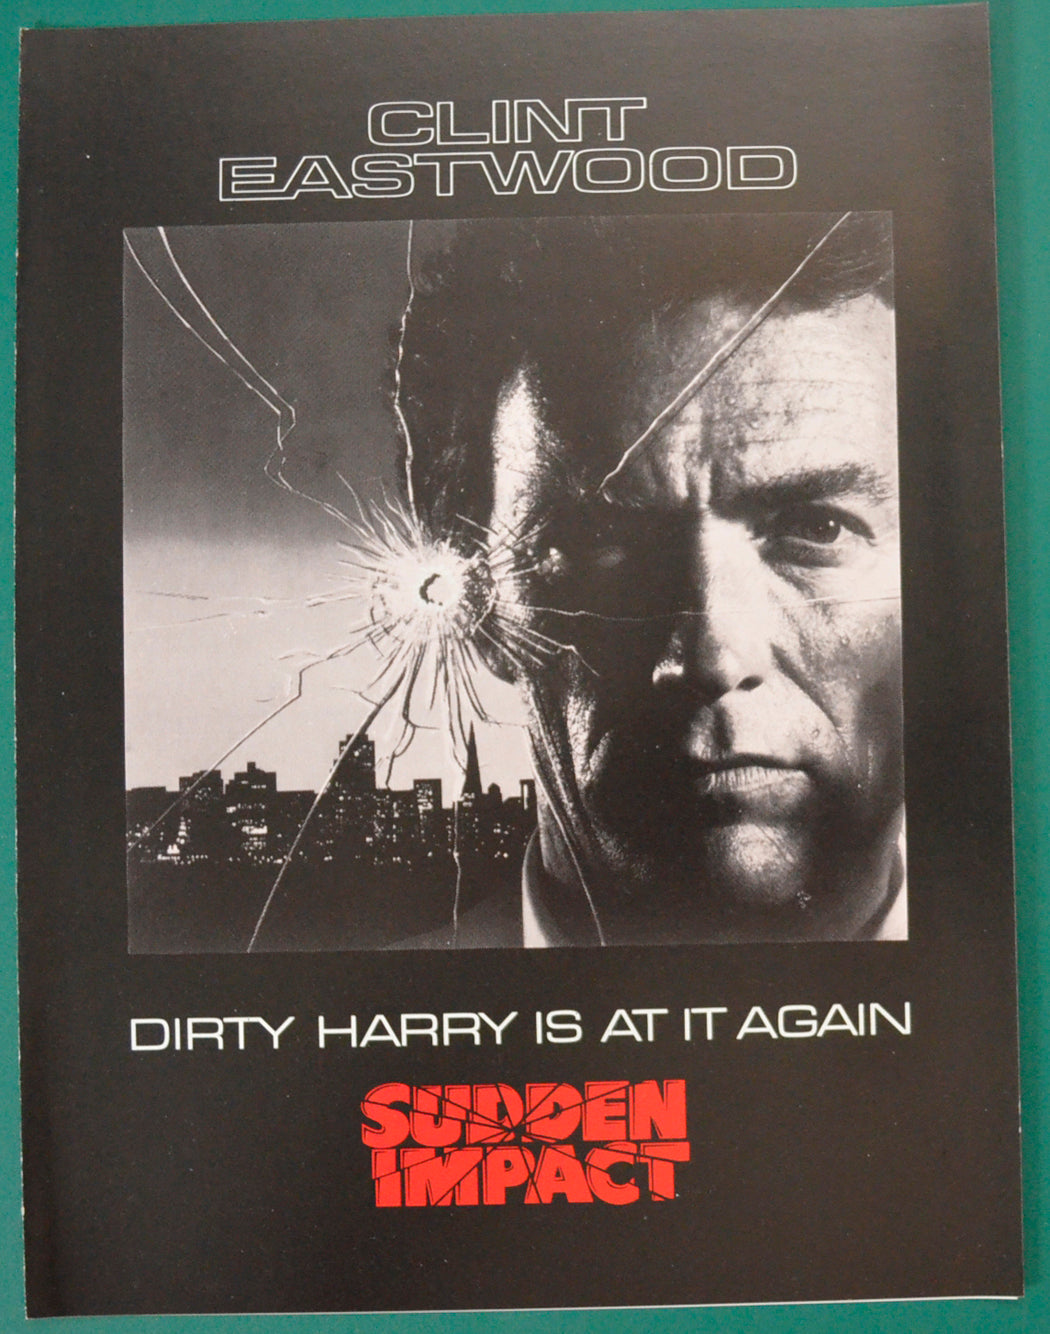 CLINT
EASTWOOD
DIRTY HARRY IS AT IT AGAIN
SUDDEN
IMPACT